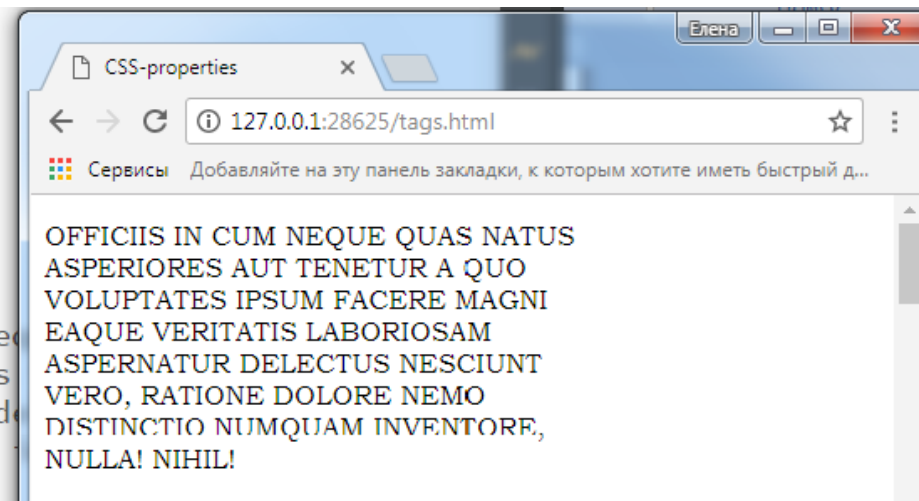 Елена
CSS-properties
127.0.0.1:28625/tags.html
Сервисы Добавляйте на эту панель закладки, к которым хотите иметь быстрый д...
OFFICIIS IN CUM NEQUE QUAS NATUS
ASPERIORES AUT TENETUR A QUO
VOLUPTATES IPSUM FACERE MAGNI
EAQUE VERITATIS LABORIOSAM
ASPERNATUR DELECTUS NESCIUNT
VERO, RATIONE DOLORE NEMO
DISTINCTIO NUMQUAM INVENTORE,
NULLA! NIHIL!